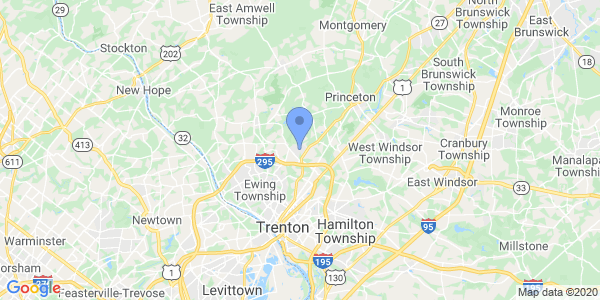 29
East Amwell
Township
Montgomery
North
Brunswick
Township
East
Brunswick
Stockton
202
New Hope
Princeton
1
South
Brunswick
Township
18
Monroe
Township
413
32
611
295
West Windsor
Township
Cranbury
Township
Manalapa
Townshi
Ewing
Township
East Windsor
33
Newtown
Trenton
Hamilton
Township
95
Warminster
Millstone
orsham
1
195
130
Feasterville-Trevose
Levittown
Google
Map data ©2020